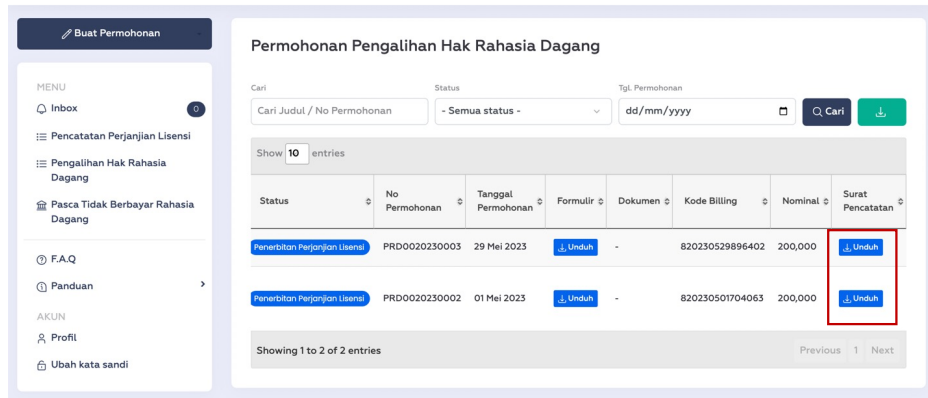 Buat Permohonan
MENU
Inbox 0
Pencatatan Perjanjian Lisensi
Pengalihan Hak Rahasia
Dagang
Pasca Tidak Berbayar Rahasia
Dagang
F.A.Q
Panduan
AKUN
Profil
Ubah kata sandi
Permohonan Pengalihan Hak Rahasia Dagang
Cari Status Tgl. Permohonan
Cari Judul / No Permohonan - Semua status - dd/mm/yyyy Cari
Show 10 entries
Status No Permohonan Tanggal Permohonan Formulir Dokumen Kode Billing Nominal Surat Pencatatan
Penerbitan Perjanjian Lisensi PRD0020230003 29 Mei 2023 Unduh - 820230529896402 200,000 Unduh
Penerbitan Perjanjian Lisensi PRD0020230002 01 Mei 2023 Unduh - 820230501704063 200,000 Unduh
Showing 1 to 2 of 2 entries Previous 1 Next